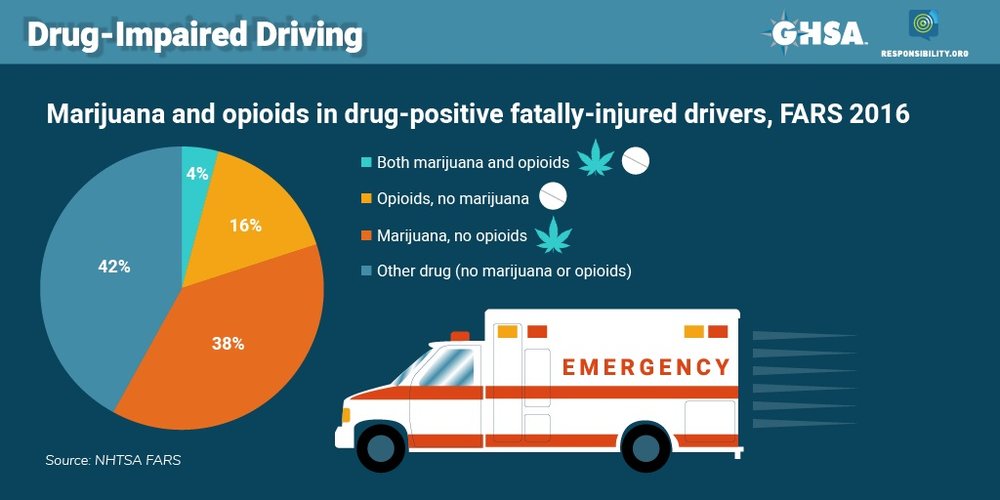 Drug-Impaired Driving
GHSA
RESPONSIBILITY.ORG
Marijuana and opioids in drug-positive fatally-injured drivers, FARS 2016
4%
16%
38%
42%
Both marijuana and opioids
Opioids, no marijuana
Marijuana, no opioids
Other drug (no marijuana or opioids)
EMERGENCY
Source: NHTSA FARS